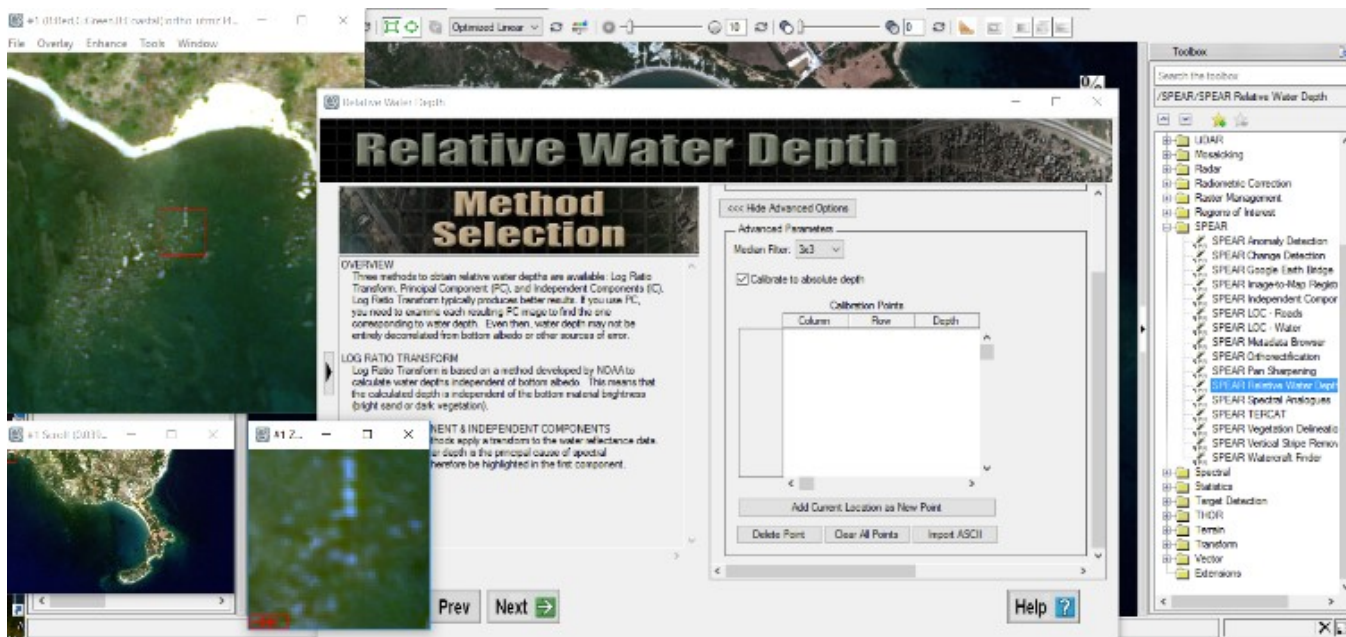 File Overlay Enhance Tools Window
Optimized Linear
10
0
Relative Water Depth
Relative Water Depth
Method
Selection
OVERVIEW
Three methods to obtain relative water depths are available: Log Ratio
Transform, Principal Component (PC), and Independent Components (IC).
Log Ratio Transform typically produces better results. If you use PC,
you need to examine each resulting PC image to find the one
corresponding to water depth. Even then, water depth may not be
entirely decorrelated from bottom albedo or other sources of error.
LOG RATIO TRANSFORM
Log Ratio Transform is based on a method developed by NOAA to
calculate water depths independent of bottom albedo. This means that
the calculated depth is independent of the bottom material brightness
(bright sand or dark vegetation).
NENT & INDEPENDENT COMPONENTS
hods apply a transform to the water reflectance data.
er depth is the principal cause of spectral
herefore be highlighted in the first component.
<<< Hide Advanced Options
Advanced Parameters
Median Filter: 3x3
Calibrate to absolute depth
Calibration Points
Column Row Depth
Add Current Location as New Point
Delete Point Clear All Points Import ASCII
Prev Next Help ?
#1 Scroll (0.039...
#1 Z...
Toolbox
Search the toolbox
/SPEAR/SPEAR Relative Water Depth
LiDAR
Mosaicking
Radar
Radiometric Correction
Raster Management
Regions of Interest
SPEAR
SPEAR Anomaly Detection
SPEAR Change Detection
SPEAR Google Earth Bridge
SPEAR Image-to-Map Regist
SPEAR Independent Compor
SPEAR LOC - Roads
SPEAR LOC - Water
SPEAR Metadata Browser
SPEAR Orthorectification
SPEAR Pan Sharpening
SPEAR Relative Water Depth
SPEAR Spectral Analogues
SPEAR TERCAT
SPEAR Vegetation Delineatio
SPEAR Vertical Stripe Remov
SPEAR Watercraft Finder
Spectral
Statistics
Target Detection
THOR
Terrain
Transform
Vector
Extensions